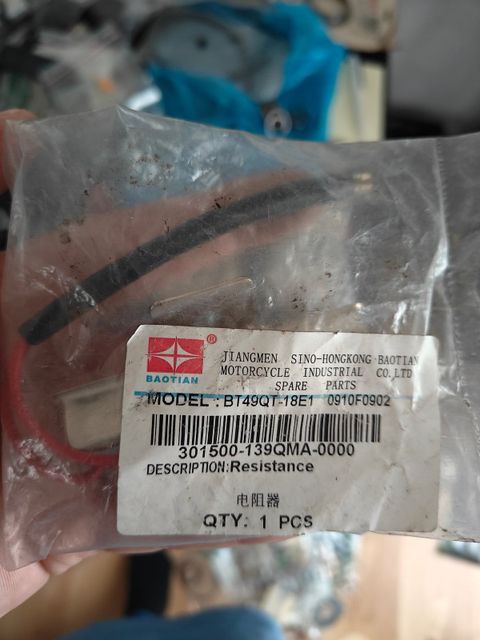 ®
BAOTIAN
JIANGMEN SINO-HONGKONG BAOTIAN
MOTORCYCLE INDUSTRIAL CO.,LTD
SPARE PARTS
MODEL : BT49QT-18E1 0910F0902
301500-139QMA-0000
DESCRIPTION:Resistance
电阻器
QTY: 1 PCS